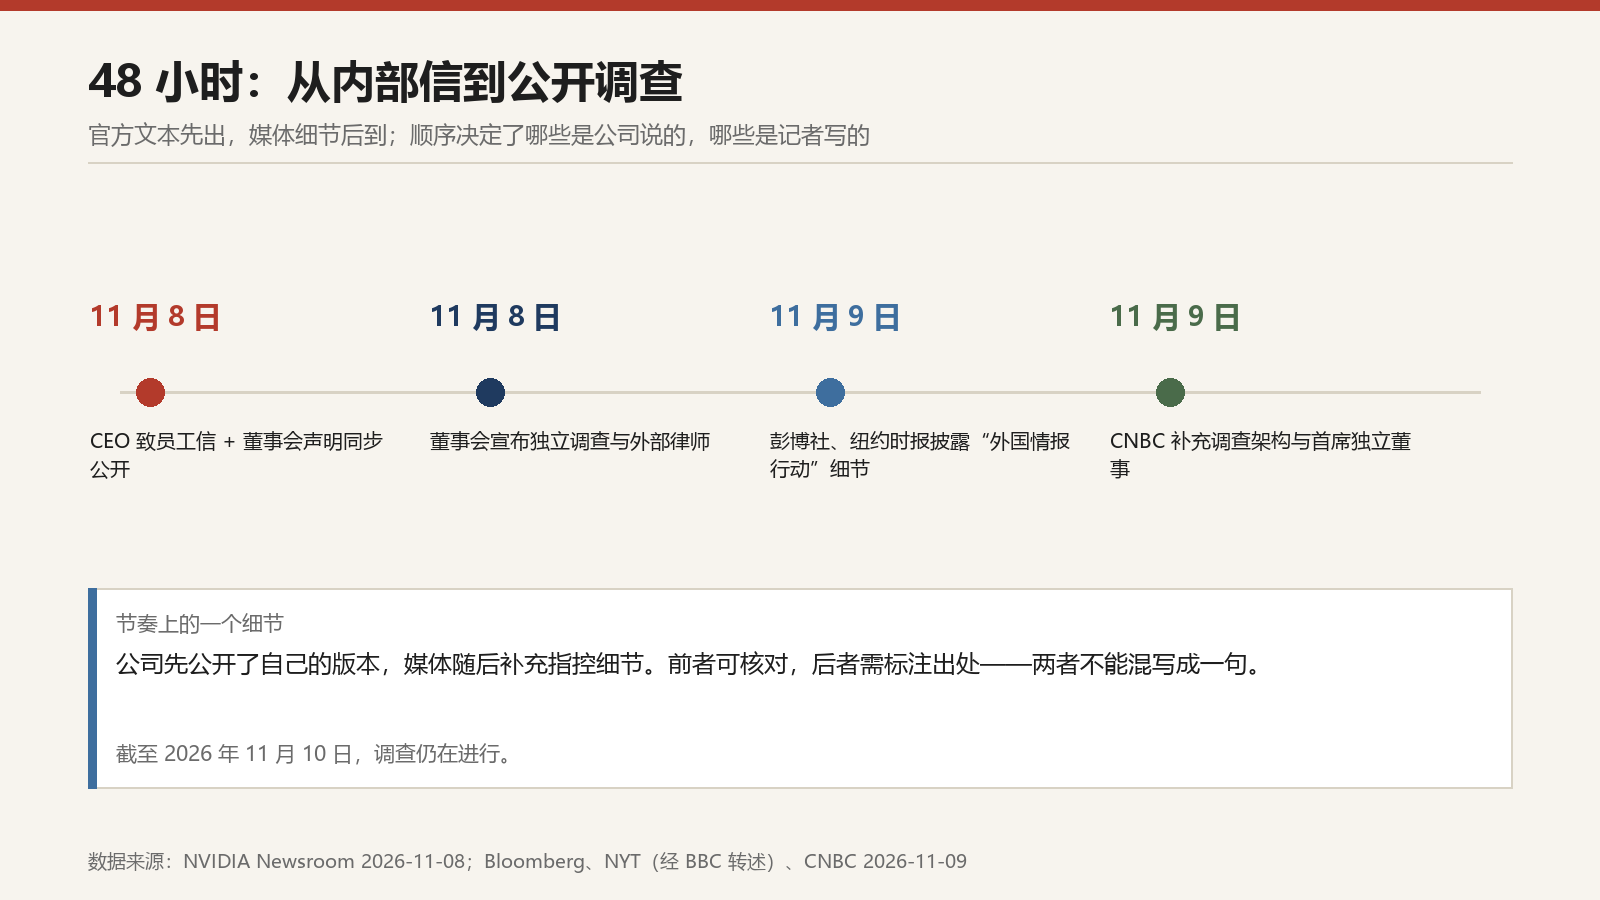 48 小时：从内部信到公开调查
官方文本先出，媒体细节后到；顺序决定了哪些是公司说的，哪些是记者写的
11 月 8 日
CEO 致员工信 + 董事会声明同步
公开
11 月 8 日
董事会宣布独立调查与外部律师
11 月 9 日
彭博社、纽约时报披露“外国情报
行动”细节
11 月 9 日
CNBC 补充调查架构与首席独立董
事
节奏上的一个细节
公司先公开了自己的版本，媒体随后补充指控细节。前者可核对，后者需标注出处——两者不能混写成一句。
截至 2026 年 11 月 10 日，调查仍在进行。
数据来源：NVIDIA Newsroom 2026-11-08；Bloomberg、NYT（经 BBC 转述）、CNBC 2026-11-09